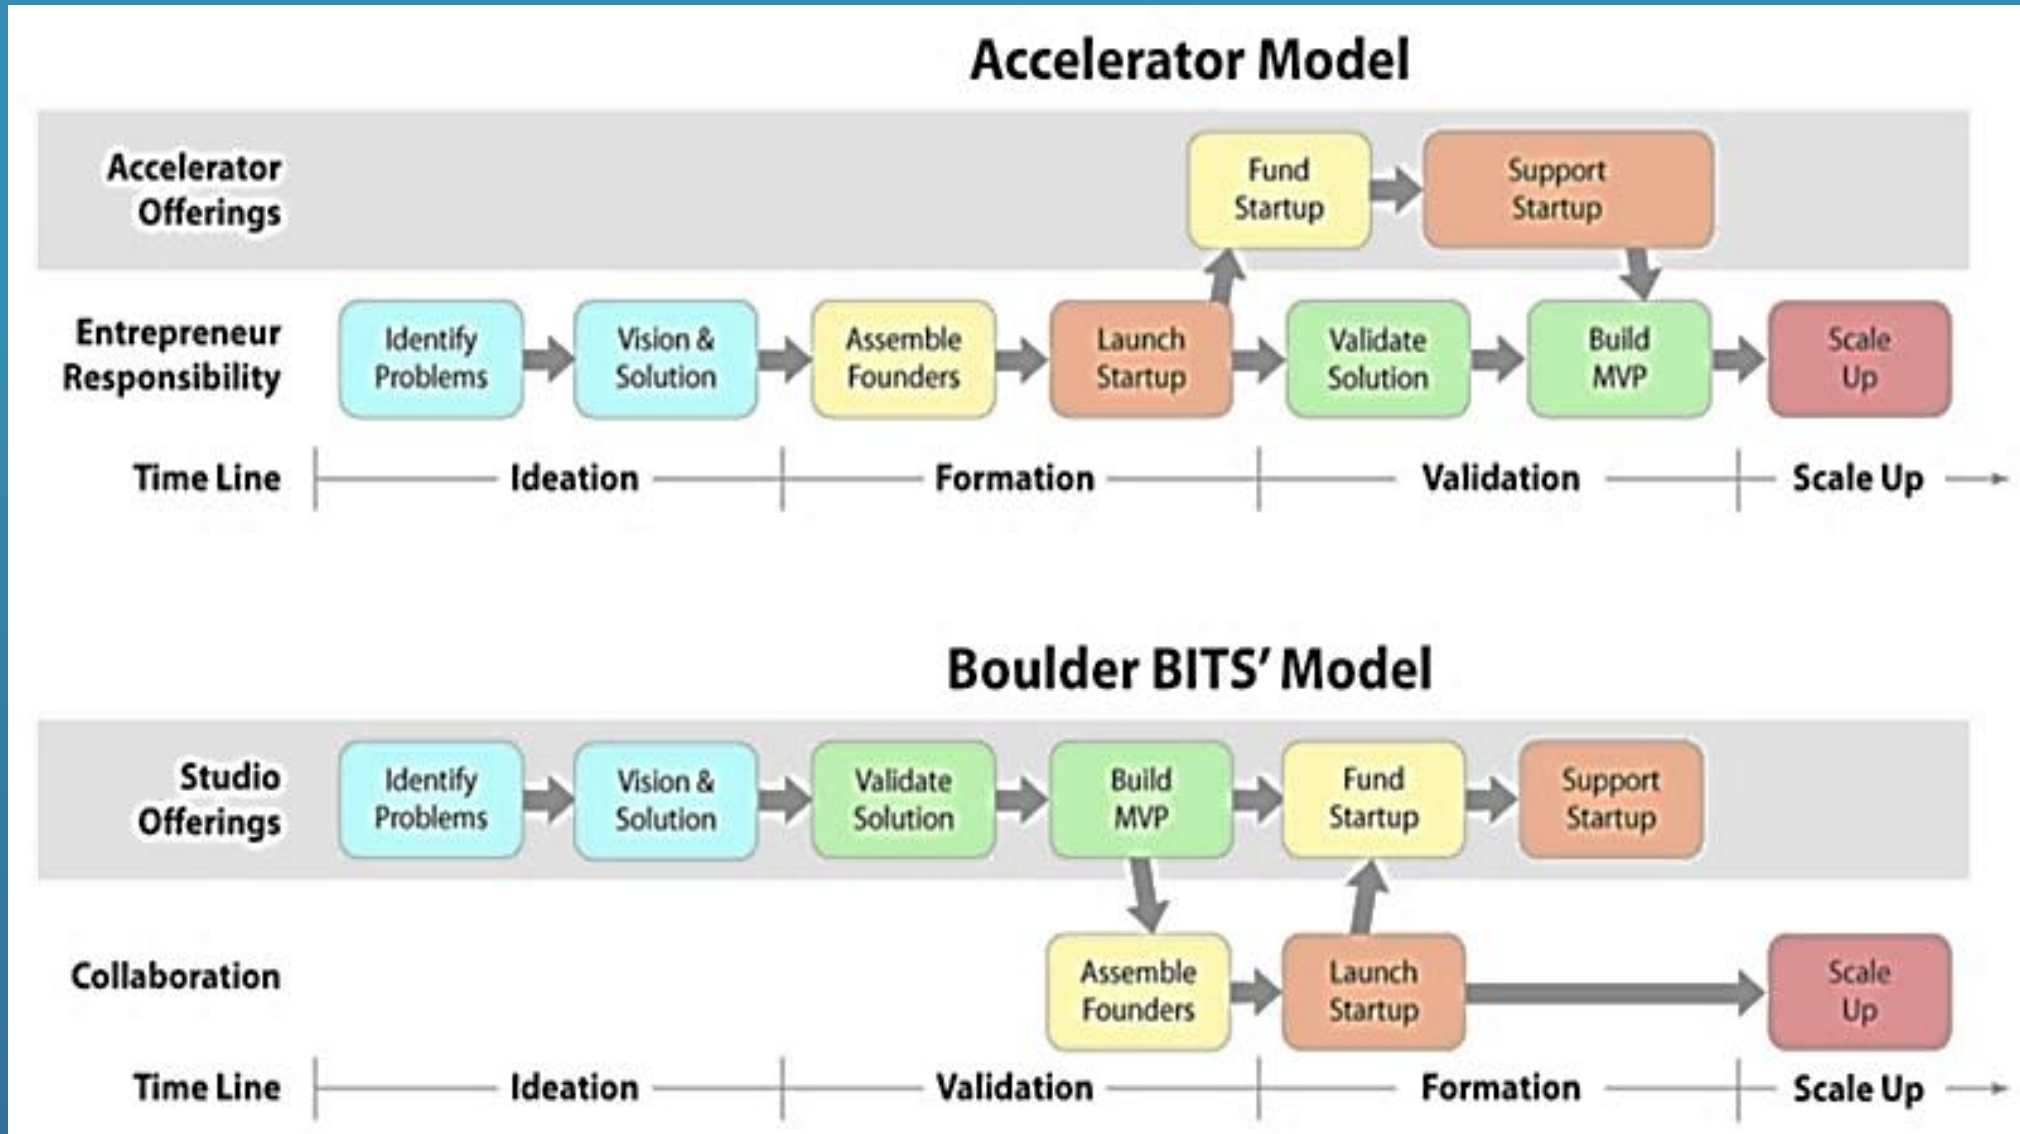 Accelerator Model
Accelerator
Offerings
Fund
Startup
Support
Startup
Entrepreneur
Responsibility
Identify
Problems
Vision &
Solution
Assemble
Founders
Launch
Startup
Validate
Solution
Build
MVP
Scale
Up
Time Line
Ideation
Formation
Validation
Scale Up
Boulder BITS’ Model
Studio
Offerings
Identify
Problems
Vision &
Solution
Validate
Solution
Build
MVP
Fund
Startup
Support
Startup
Collaboration
Assemble
Founders
Launch
Startup
Scale
Up
Time Line
Ideation
Validation
Formation
Scale Up